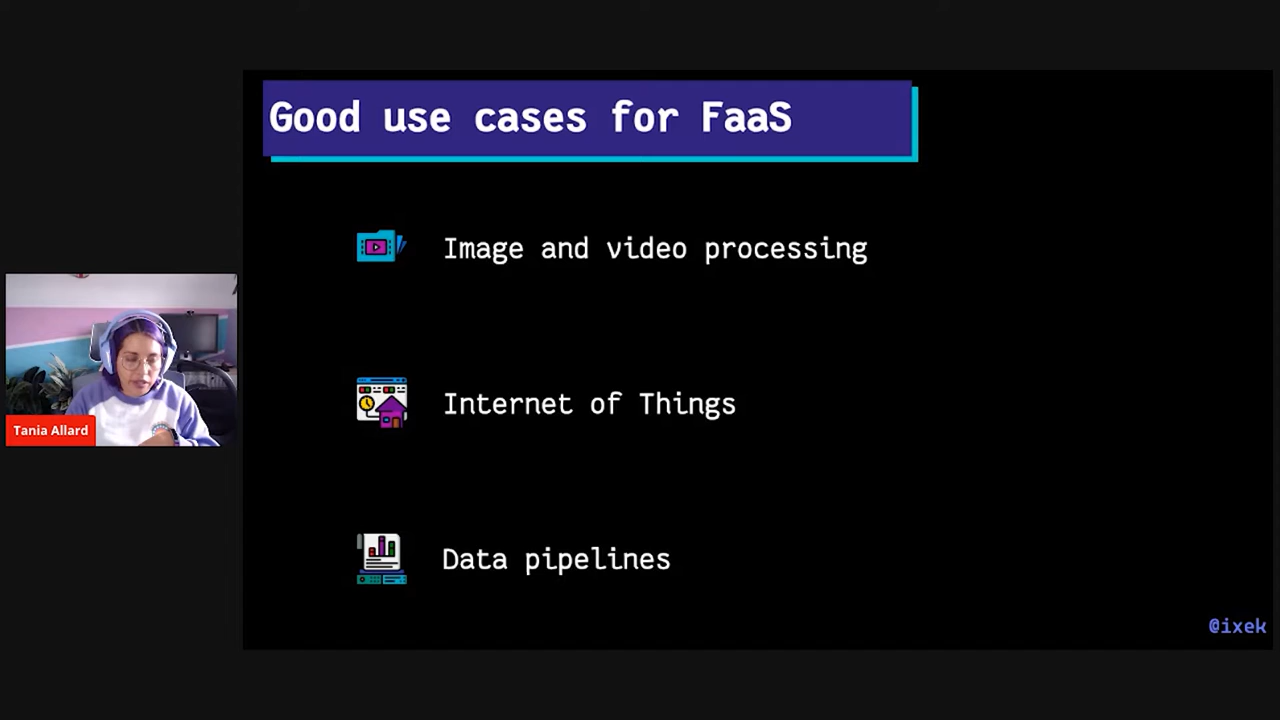 Good use cases for FaaS
Image and video processing
Internet of Things
Data pipelines
Tania Allard
@ixek